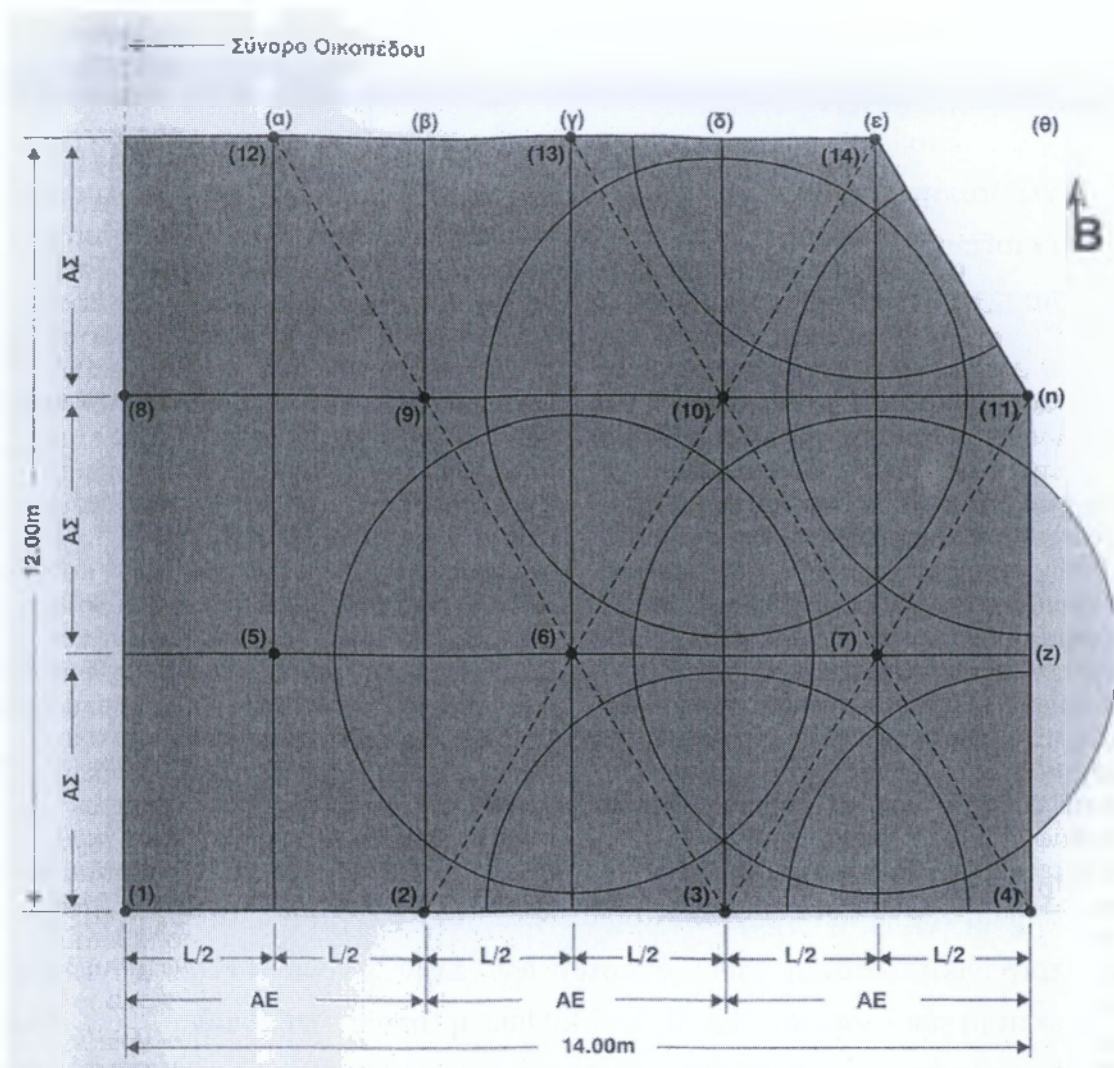 Σύνορο Οικοπέδου
(α) (β) (γ) (δ) (ε) (θ)
(12) (13) (14)
Β
ΑΣ
(8) (9) (10) (11) (n)
12.00m
ΑΣ
(5) (6) (7) (z)
ΑΣ
(1) (2) (3) (4)
L/2 L/2 L/2 L/2 L/2 L/2
ΑΕ ΑΕ ΑΕ
14.00m